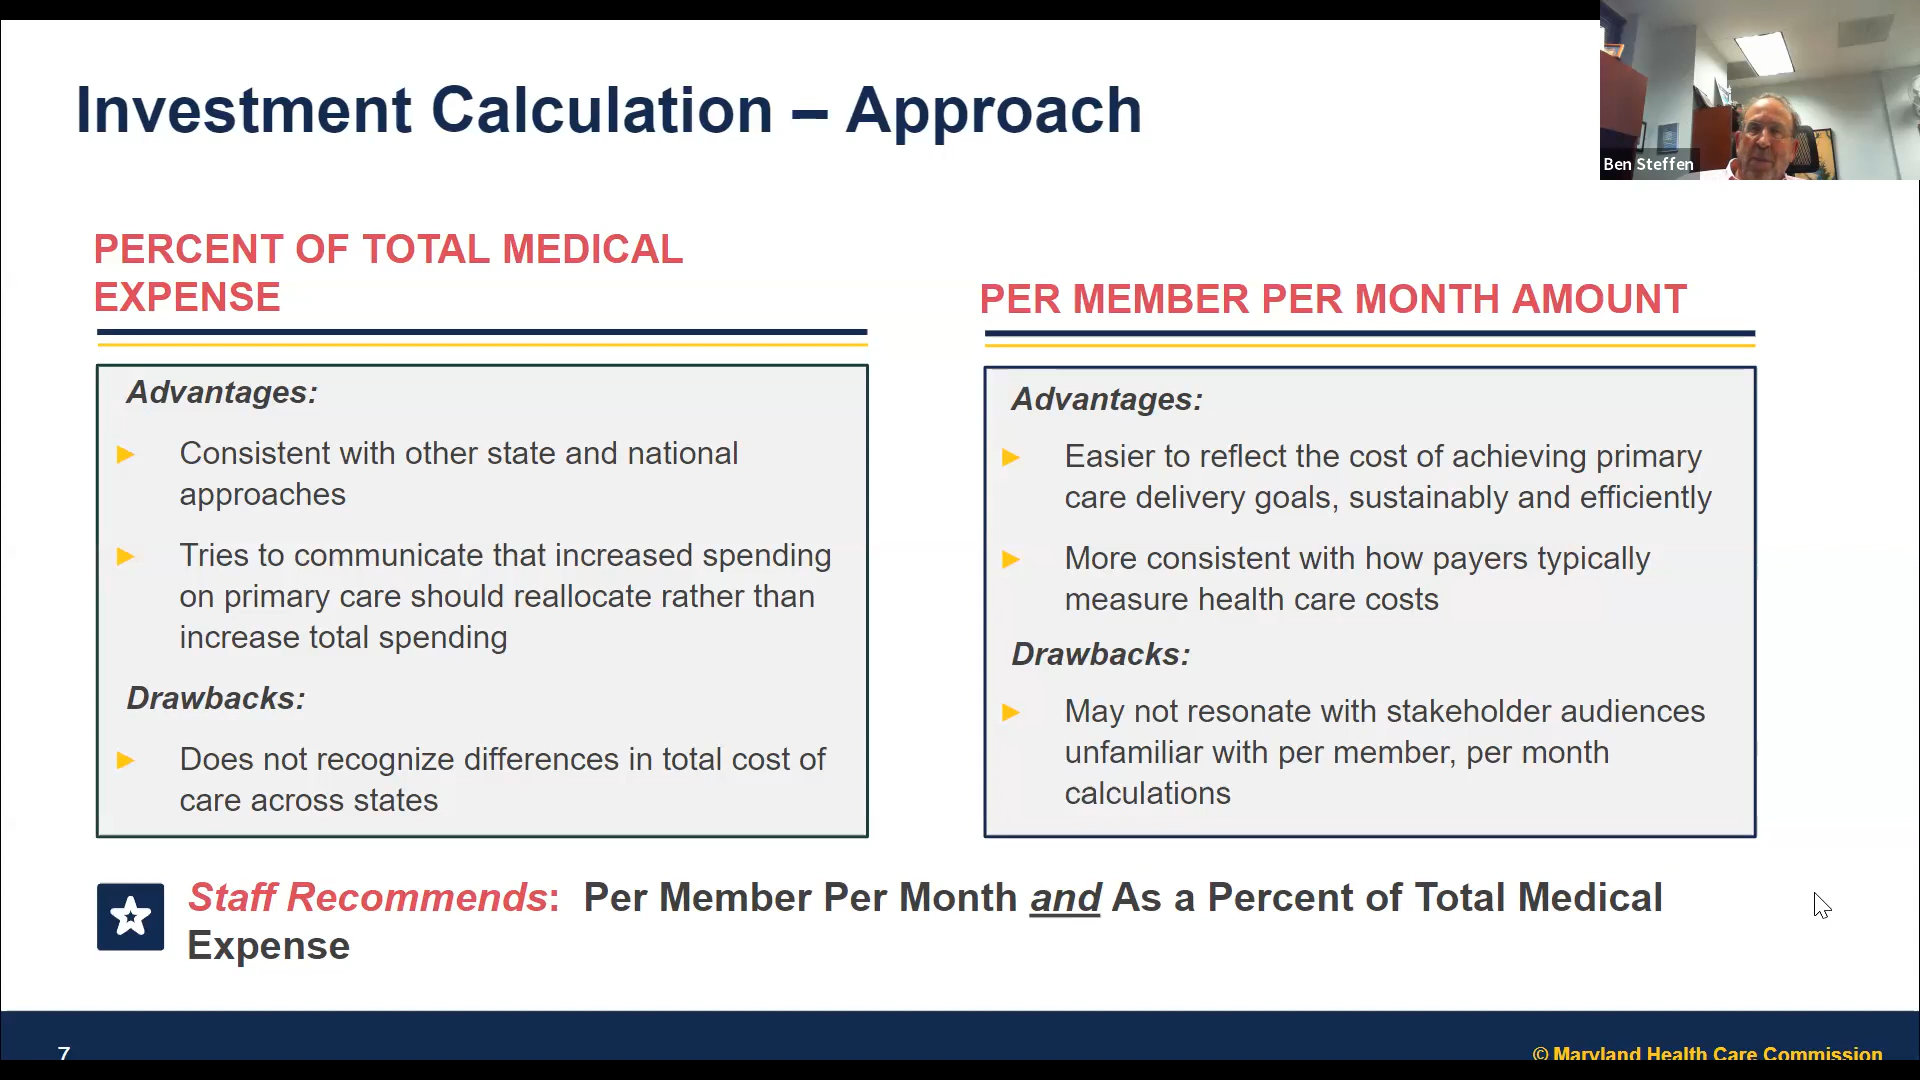 Investment Calculation – Approach
Ben Steffen
PERCENT OF TOTAL MEDICAL
EXPENSE
Advantages:
Consistent with other state and national
approaches
Tries to communicate that increased spending
on primary care should reallocate rather than
increase total spending
Drawbacks:
Does not recognize differences in total cost of
care across states
PER MEMBER PER MONTH AMOUNT
Advantages:
Easier to reflect the cost of achieving primary
care delivery goals, sustainably and efficiently
More consistent with how payers typically
measure health care costs
Drawbacks:
May not resonate with stakeholder audiences
unfamiliar with per member, per month
calculations
Staff Recommends: Per Member Per Month and As a Percent of Total Medical
Expense
7
© Maryland Health Care Commission